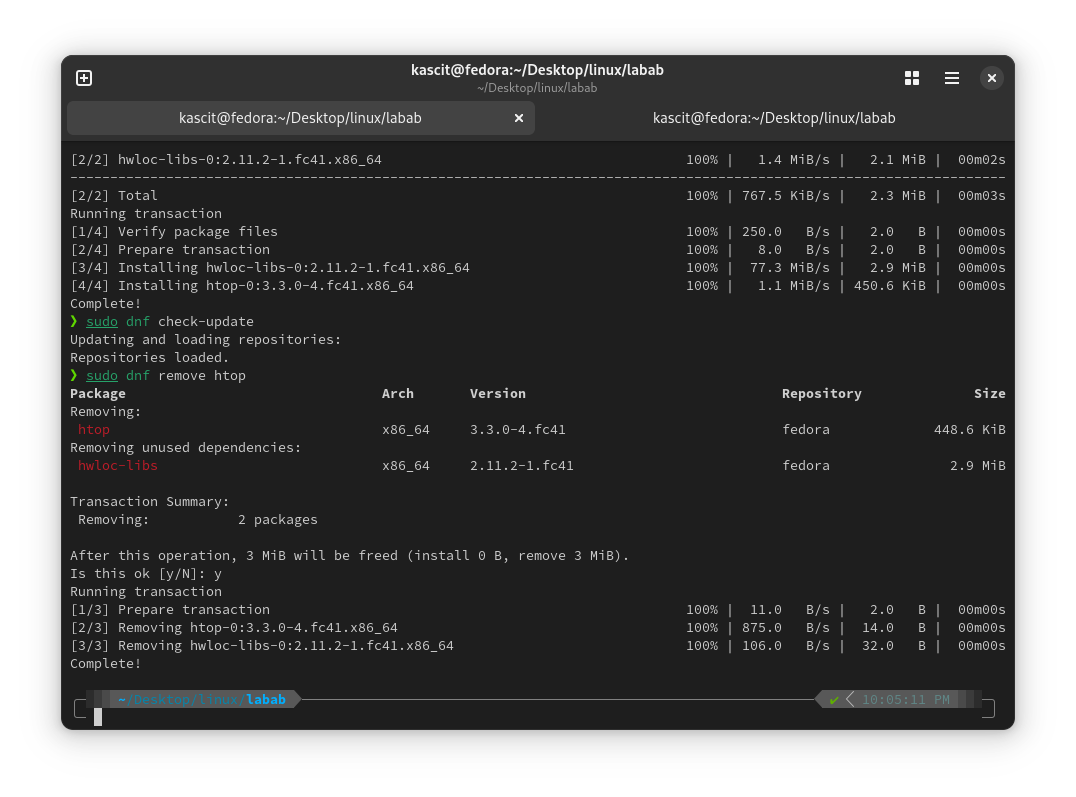 kascit@fedora:~/Desktop/linux/labab
~/Desktop/linux/labab
kascit@fedora:~/Desktop/linux/labab kascit@fedora:~/Desktop/linux/labab
[2/2] hwloc-libs-0:2.11.2-1.fc41.x86_64 100% | 1.4 MiB/s | 2.1 MiB | 00m02s
---------------------------------------------------------------------------------------------------------------------
[2/2] Total 100% | 767.5 KiB/s | 2.3 MiB | 00m03s
Running transaction
[1/4] Verify package files 100% | 250.0 B/s | 2.0 B | 00m00s
[2/4] Prepare transaction 100% | 8.0 B/s | 2.0 B | 00m00s
[3/4] Installing hwloc-libs-0:2.11.2-1.fc41.x86_64 100% | 77.3 MiB/s | 2.9 MiB | 00m00s
[4/4] Installing htop-0:3.3.0-4.fc41.x86_64 100% | 1.1 MiB/s | 450.6 KiB | 00m00s
Complete!
❯ sudo dnf check-update
Updating and loading repositories:
Repositories loaded.
❯ sudo dnf remove htop
Package Arch Version Repository Size
Removing:
htop x86_64 3.3.0-4.fc41 fedora 448.6 KiB
Removing unused dependencies:
hwloc-libs x86_64 2.11.2-1.fc41 fedora 2.9 MiB
Transaction Summary:
Removing: 2 packages
After this operation, 3 MiB will be freed (install 0 B, remove 3 MiB).
Is this ok [y/N]: y
Running transaction
[1/3] Prepare transaction 100% | 11.0 B/s | 2.0 B | 00m00s
[2/3] Removing htop-0:3.3.0-4.fc41.x86_64 100% | 875.0 B/s | 14.0 B | 00m00s
[3/3] Removing hwloc-libs-0:2.11.2-1.fc41.x86_64 100% | 106.0 B/s | 32.0 B | 00m00s
Complete!
~/Desktop/linux/labab ✔ 10:05:11 PM